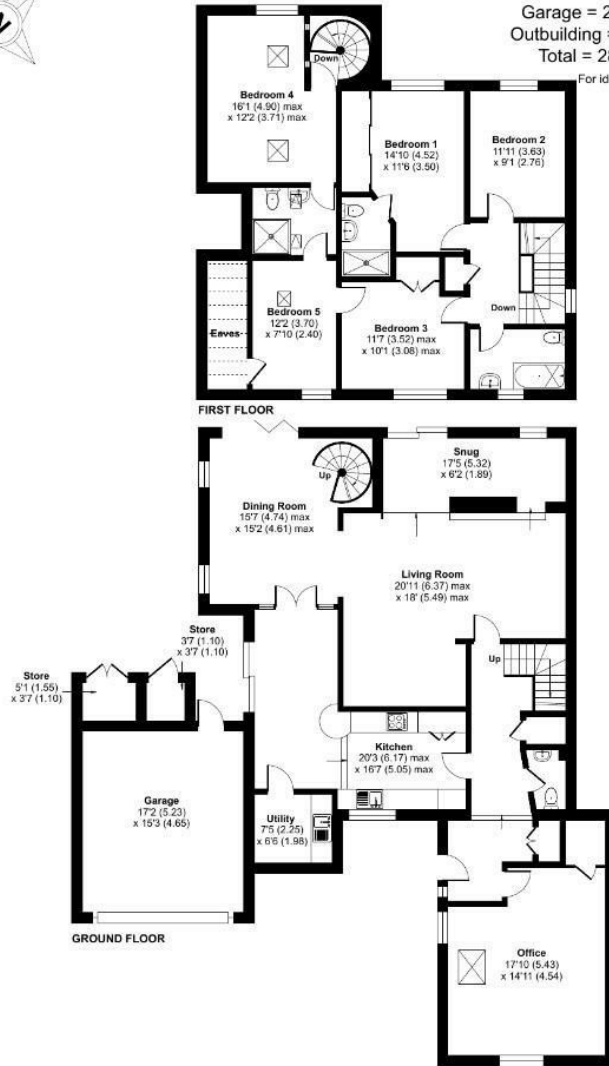 Garage = 2
Outbuilding =
Total = 28
For id
Down
Bedroom 4
16'1 (4.90) max
x 12'2 (3.71) max
Bedroom 1
14'10 (4.52)
x 11'6 (3.50)
Bedroom 2
11'11 (3.63)
x 9'1 (2.76)
Eaves
Bedroom 5
12'2 (3.70)
x 7'10 (2.40)
Bedroom 3
11'7 (3.52) max
x 10'1 (3.08) max
Down
FIRST FLOOR
Snug
17'5 (5.32)
x 6'2 (1.89)
Up
Dining Room
15'7 (4.74) max
x 15'2 (4.61) max
Living Room
20'11 (6.37) max
x 18' (5.49) max
Store
3'7 (1.10)
x 3'7 (1.10)
Store
5'1 (1.55)
x 3'7 (1.10)
Up
Kitchen
20'3 (6.17) max
x 16'7 (5.05) max
Garage
17'2 (5.23)
x 15'3 (4.65)
Utility
7'5 (2.25)
x 6'6 (1.98)
GROUND FLOOR
Office
17'10 (5.43)
x 14'11 (4.54)